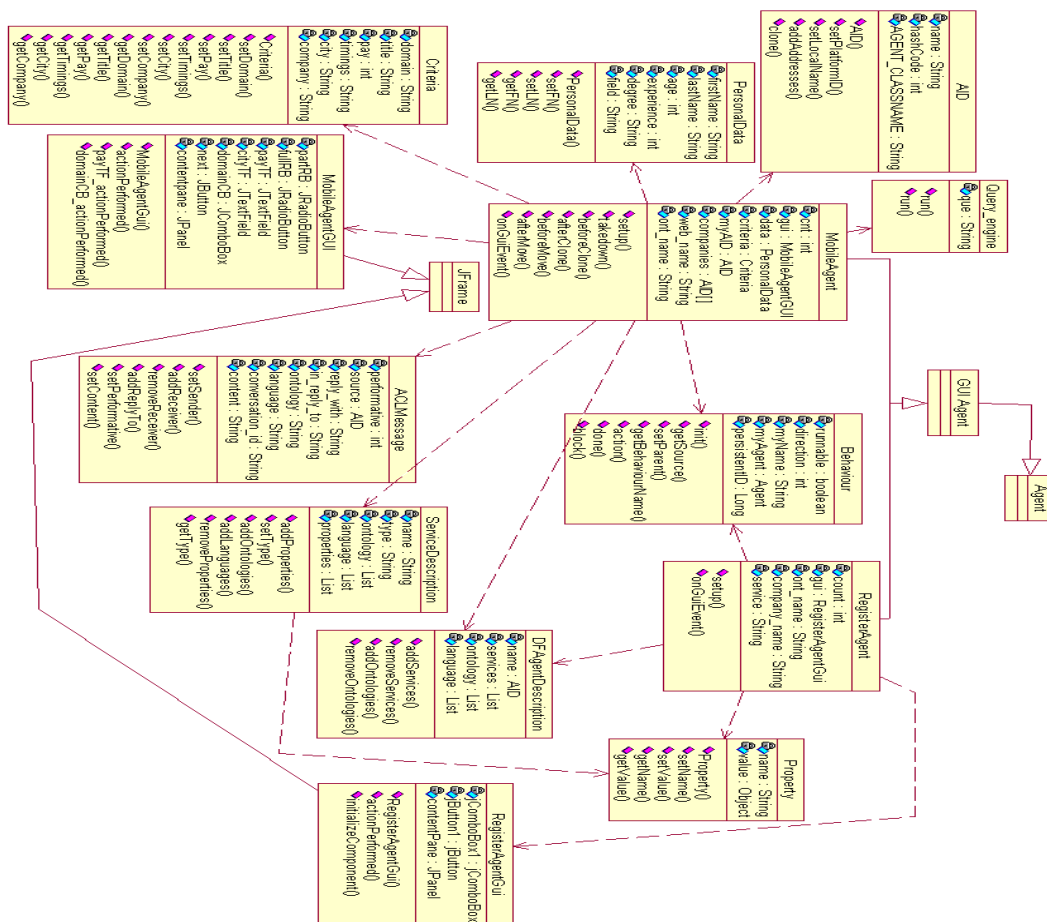 AID
name : String
hashCode : int
AGENT_CLASSNAME : String
AID()
setPlatformID()
setLocalName()
addAddresses()
clone()
Query_engine
que : String
run()
run()
PersonalData
firstName : String
lastName : String
age : int
experience : int
degree : String
field : String
PersonalData()
setFN()
setLN()
getFN()
getLN()
Criteria
domain : String
title : String
pay : int
timings : String
city : String
company : String
Criteria()
setDomain()
setTitle()
setPay()
setTimings()
setCity()
setCompany()
getDomain()
getTitle()
getPay()
getTimings()
getCity()
getCompany()
MobileAgent
cnt : int
gui : MobileAgentGUI
data : PersonalData
criteria : Criteria
myAID : AID
companies : AID[]
web_name : String
ont_name : String
setup()
takedown()
beforeClone()
afterClone()
beforeMove()
afterMove()
onGuiEvent()
MobileAgentGUI
partRB : JRadioButton
fullRB : JRadioButton
payTF : JTextField
cityTF : JTextField
domainCB : JComboBox
next : JButton
contentpane : JPanel
MobileAgentGui()
actionPerformed()
payTF_actionPerformed()
domainCB_actionPerformed()
JFrame
GUI Agent
Agent
Behaviour
runnable : boolean
direction : int
myName : String
myAgent : Agent
persistentID : Long
init()
getSource()
setParent()
getBehaviourName()
action()
done()
block()
ACLMessage
performative : int
source : AID
reply_with : String
in_reply_to : String
ontology : String
language : String
conversation_id : String
content : String
setSender()
addReceiver()
removeReceiver()
addReplyTo()
setPerformative()
setContent()
ServiceDescription
name : String
type : String
ontology : List
language : List
properties : List
addProperties()
setType()
addOntologies()
addLanguages()
removeProperties()
getType()
RegisterAgent
count : int
gui : RegisterAgentGui
ont_name : String
company_name : String
service : String
setup()
onGuiEvent()
DFAgentDescription
name : AID
services : List
ontology : List
language : List
addServices()
removeServices()
addOntologies()
removeOntologies()
Property
name : String
value : Object
Property()
setName()
setValue()
getName()
getValue()
RegisterAgentGui
jComboBox1 : jComboBox
jButton1 : jButton
contentPane : JPanel
RegisterAgentGui()
actionPerformed()
initializeComponent()